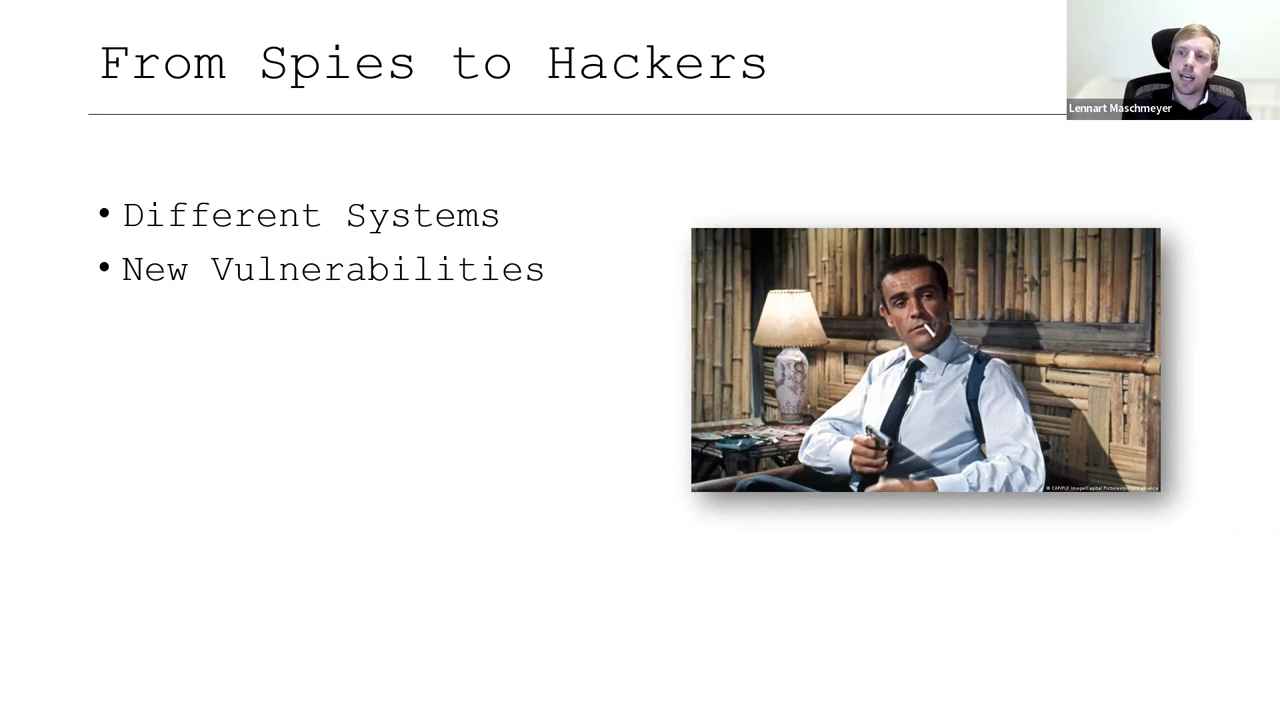 From Spies to Hackers
Lennart Maschmeyer
• Different Systems
• New Vulnerabilities